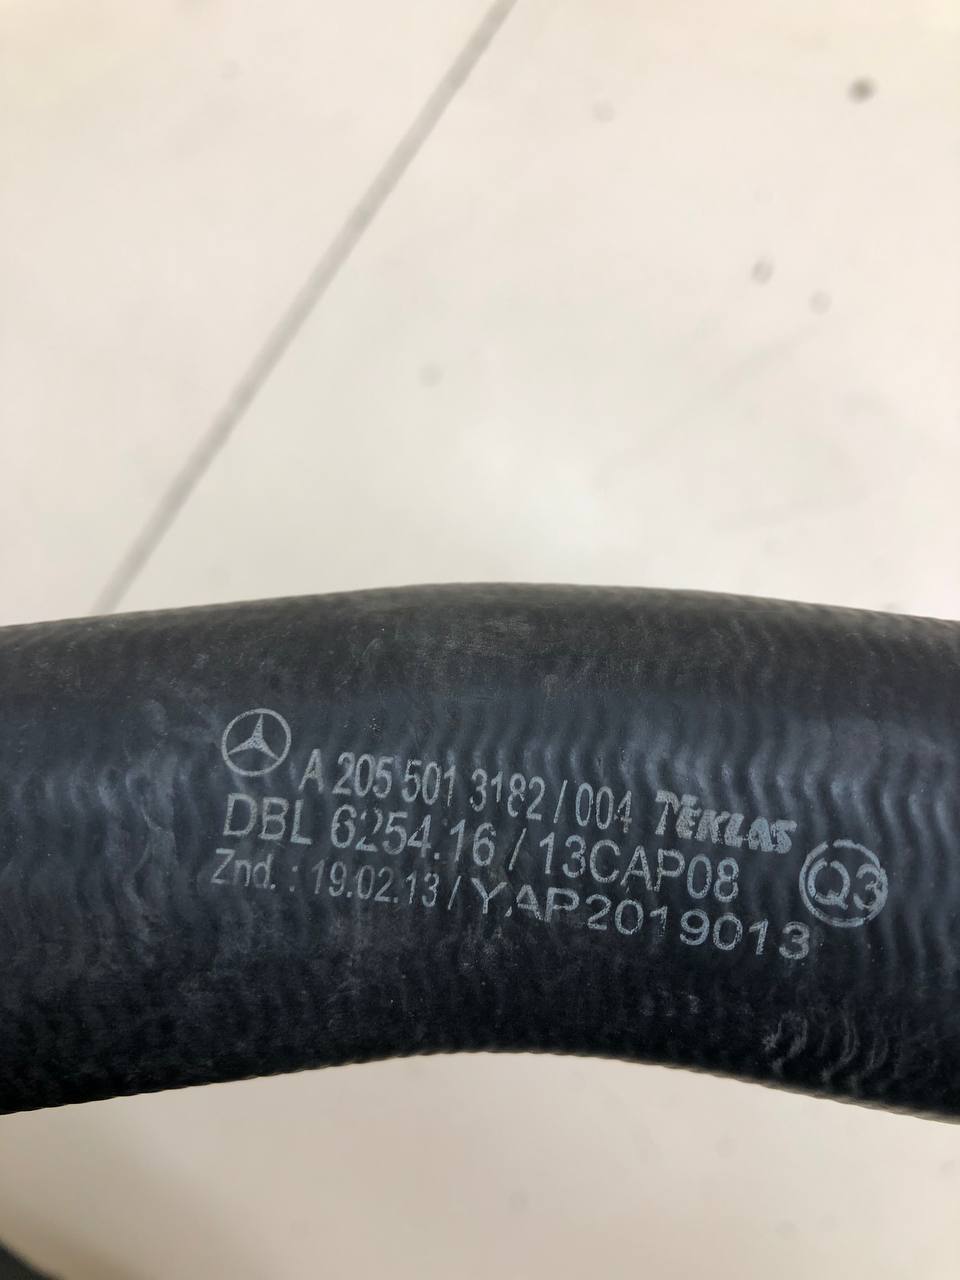 A 205 501 3182 / 004 TEKLAS
DBL 6254.16 / 13CAP08 Q3
Znd. : 19.02.13 / YAP2019013